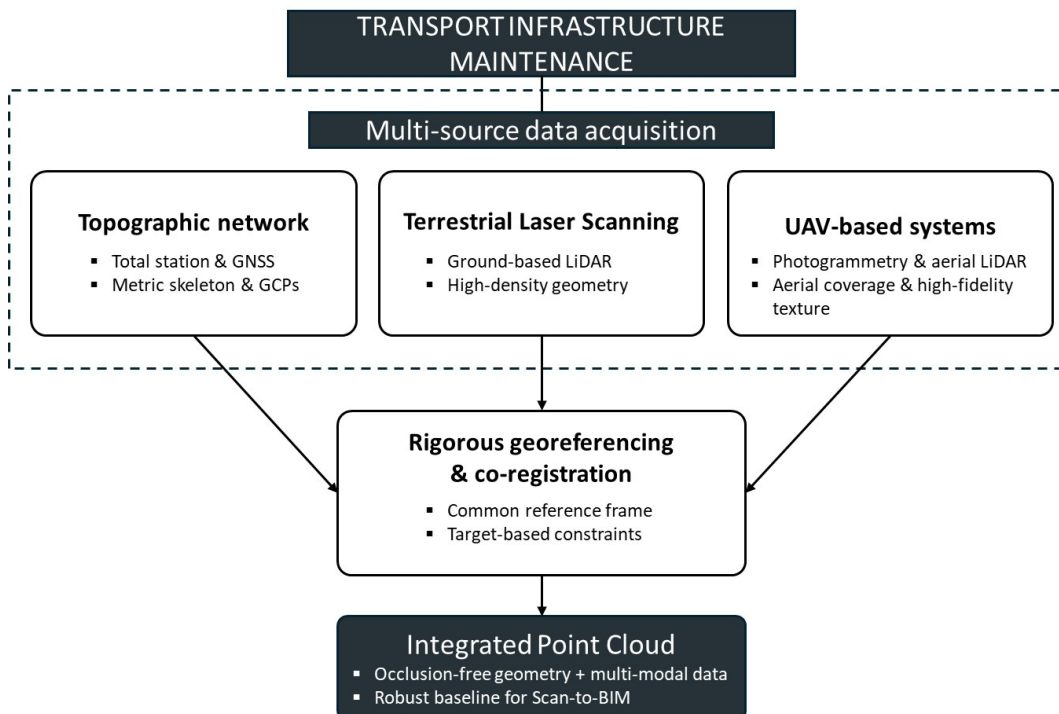 TRANSPORT INFRASTRUCTURE
MAINTENANCE
Multi-source data acquisition
Topographic network
▪ Total station & GNSS
▪ Metric skeleton & GCPs
Terrestrial Laser Scanning
▪ Ground-based LiDAR
▪ High-density geometry
UAV-based systems
▪ Photogrammetry & aerial LiDAR
▪ Aerial coverage & high-fidelity
texture
Rigorous georeferencing
& co-registration
▪ Common reference frame
▪ Target-based constraints
Integrated Point Cloud
▪ Occlusion-free geometry + multi-modal data
▪ Robust baseline for Scan-to-BIM